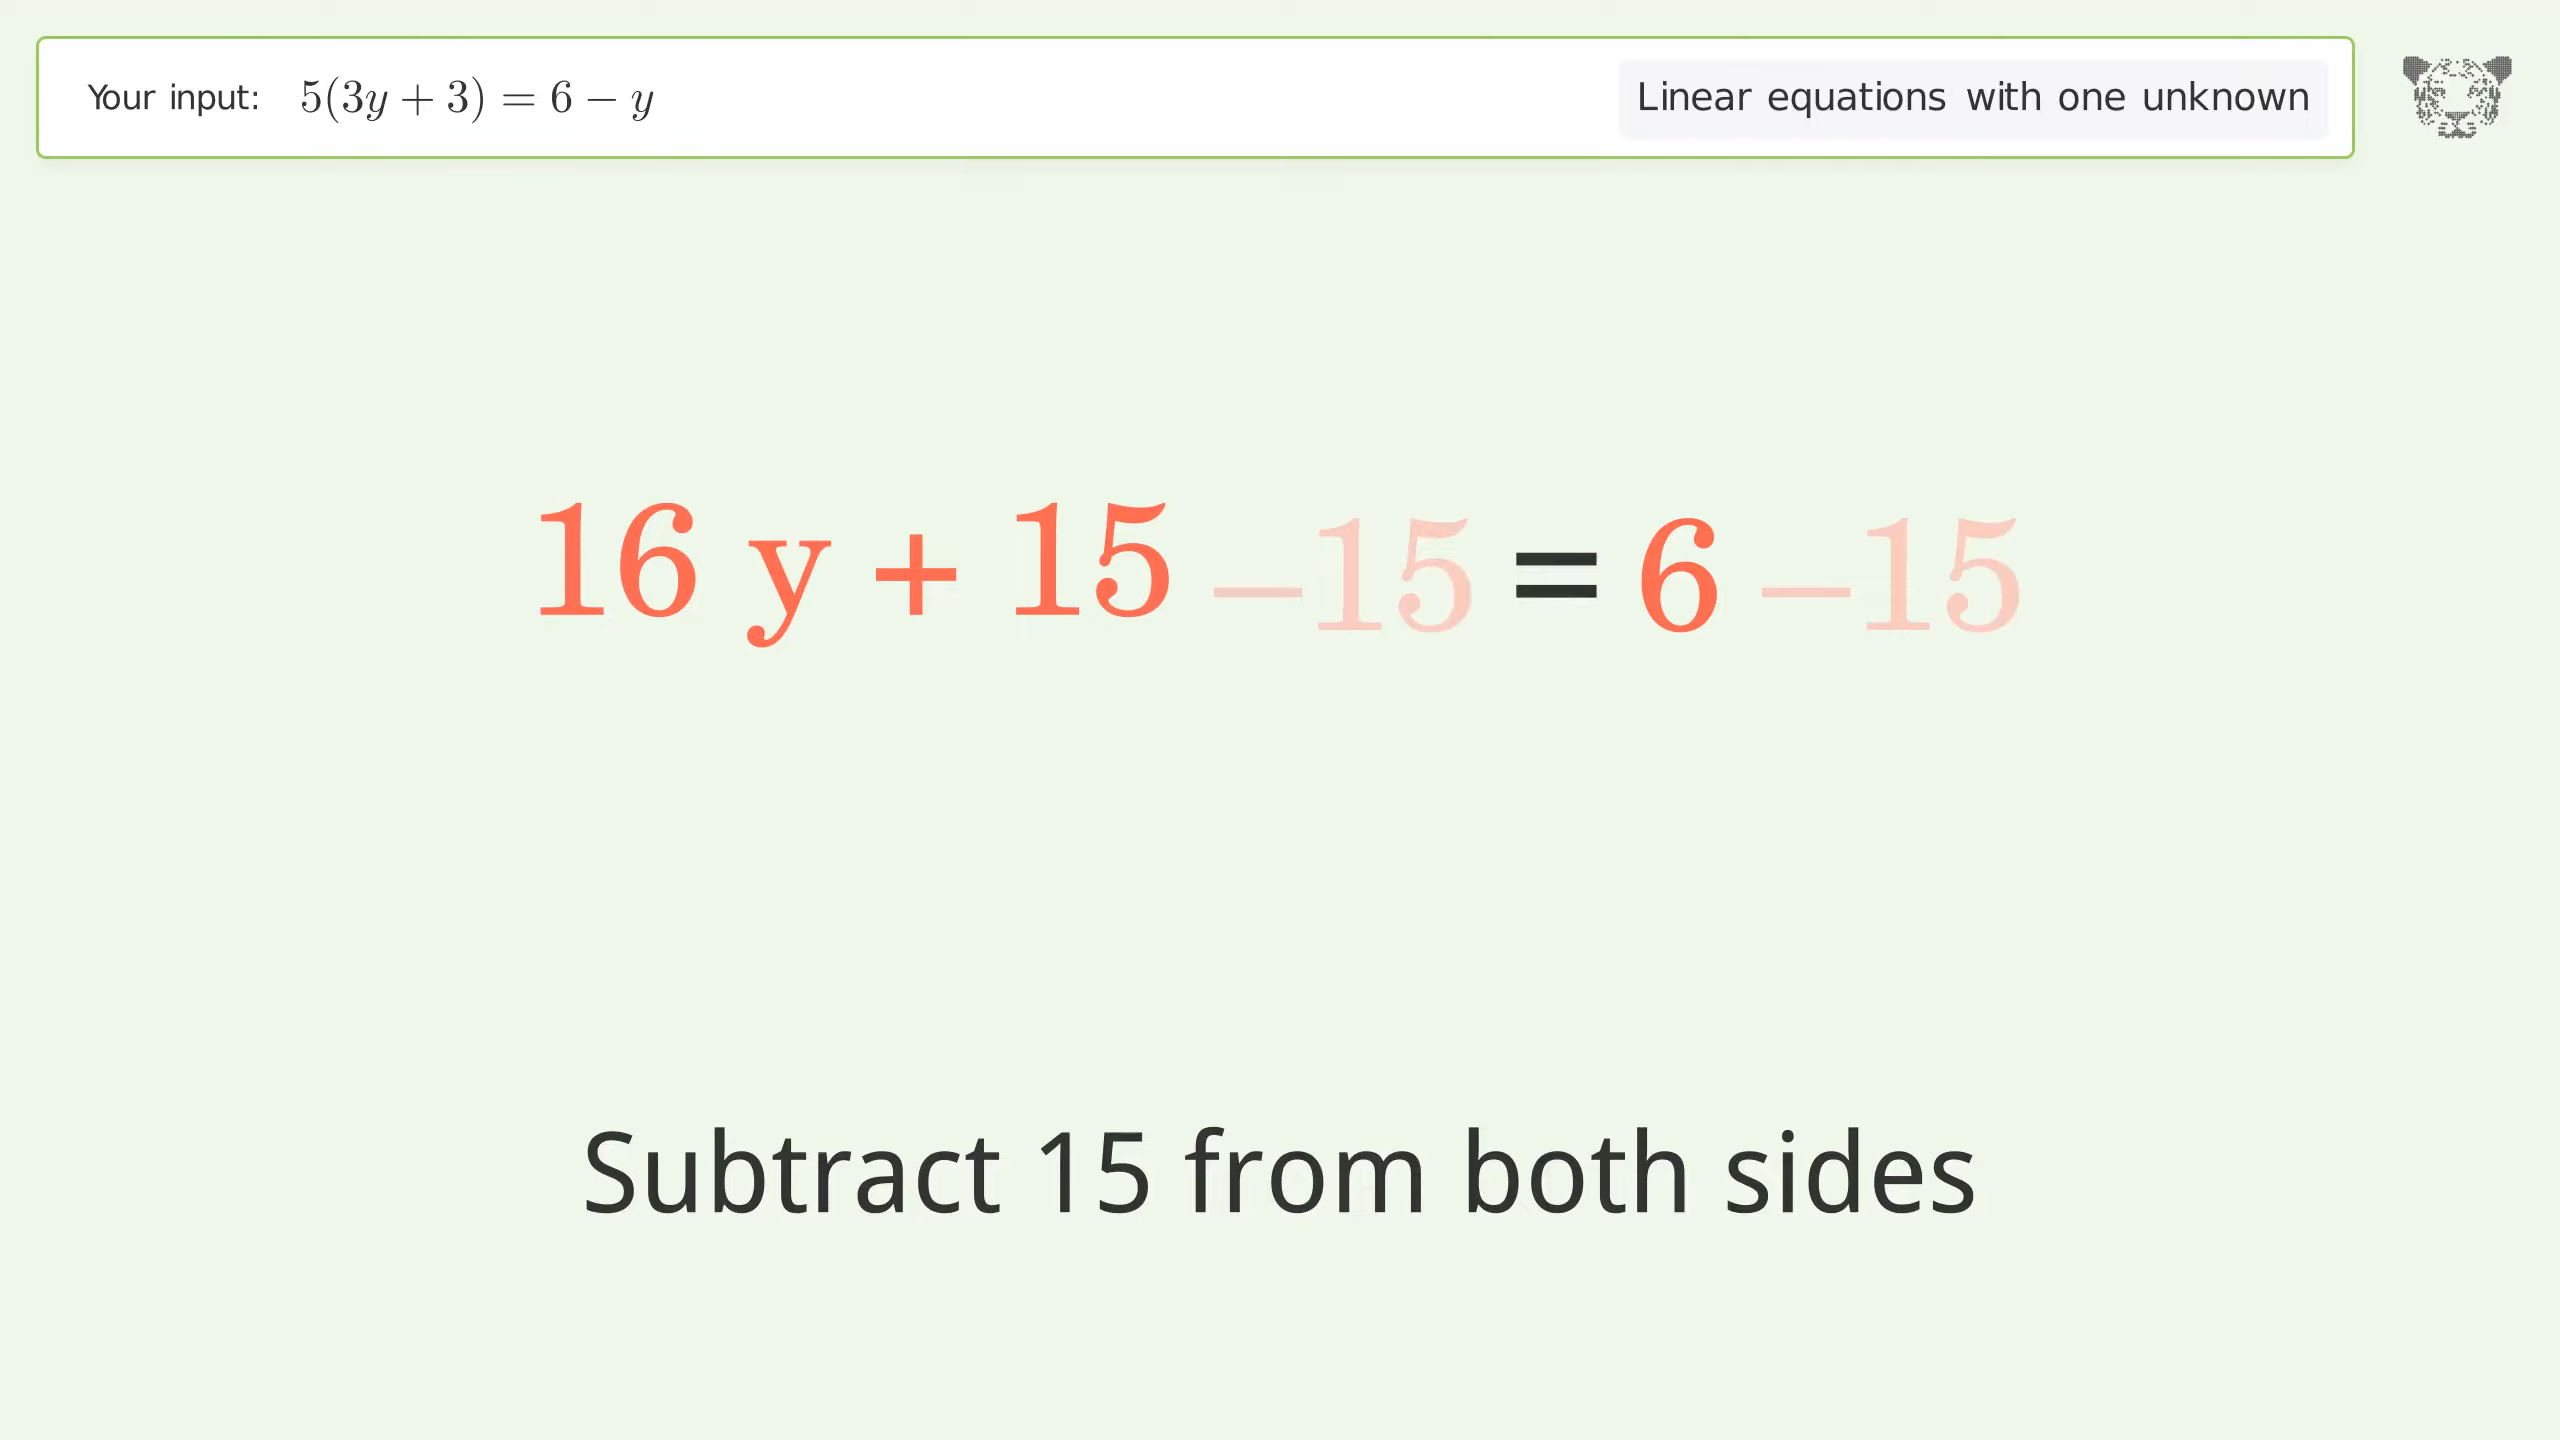 Your input: 5(3y + 3) = 6 − y
Linear equations with one unknown
16 y + 15 −15 = 6 −15
Subtract 15 from both sides